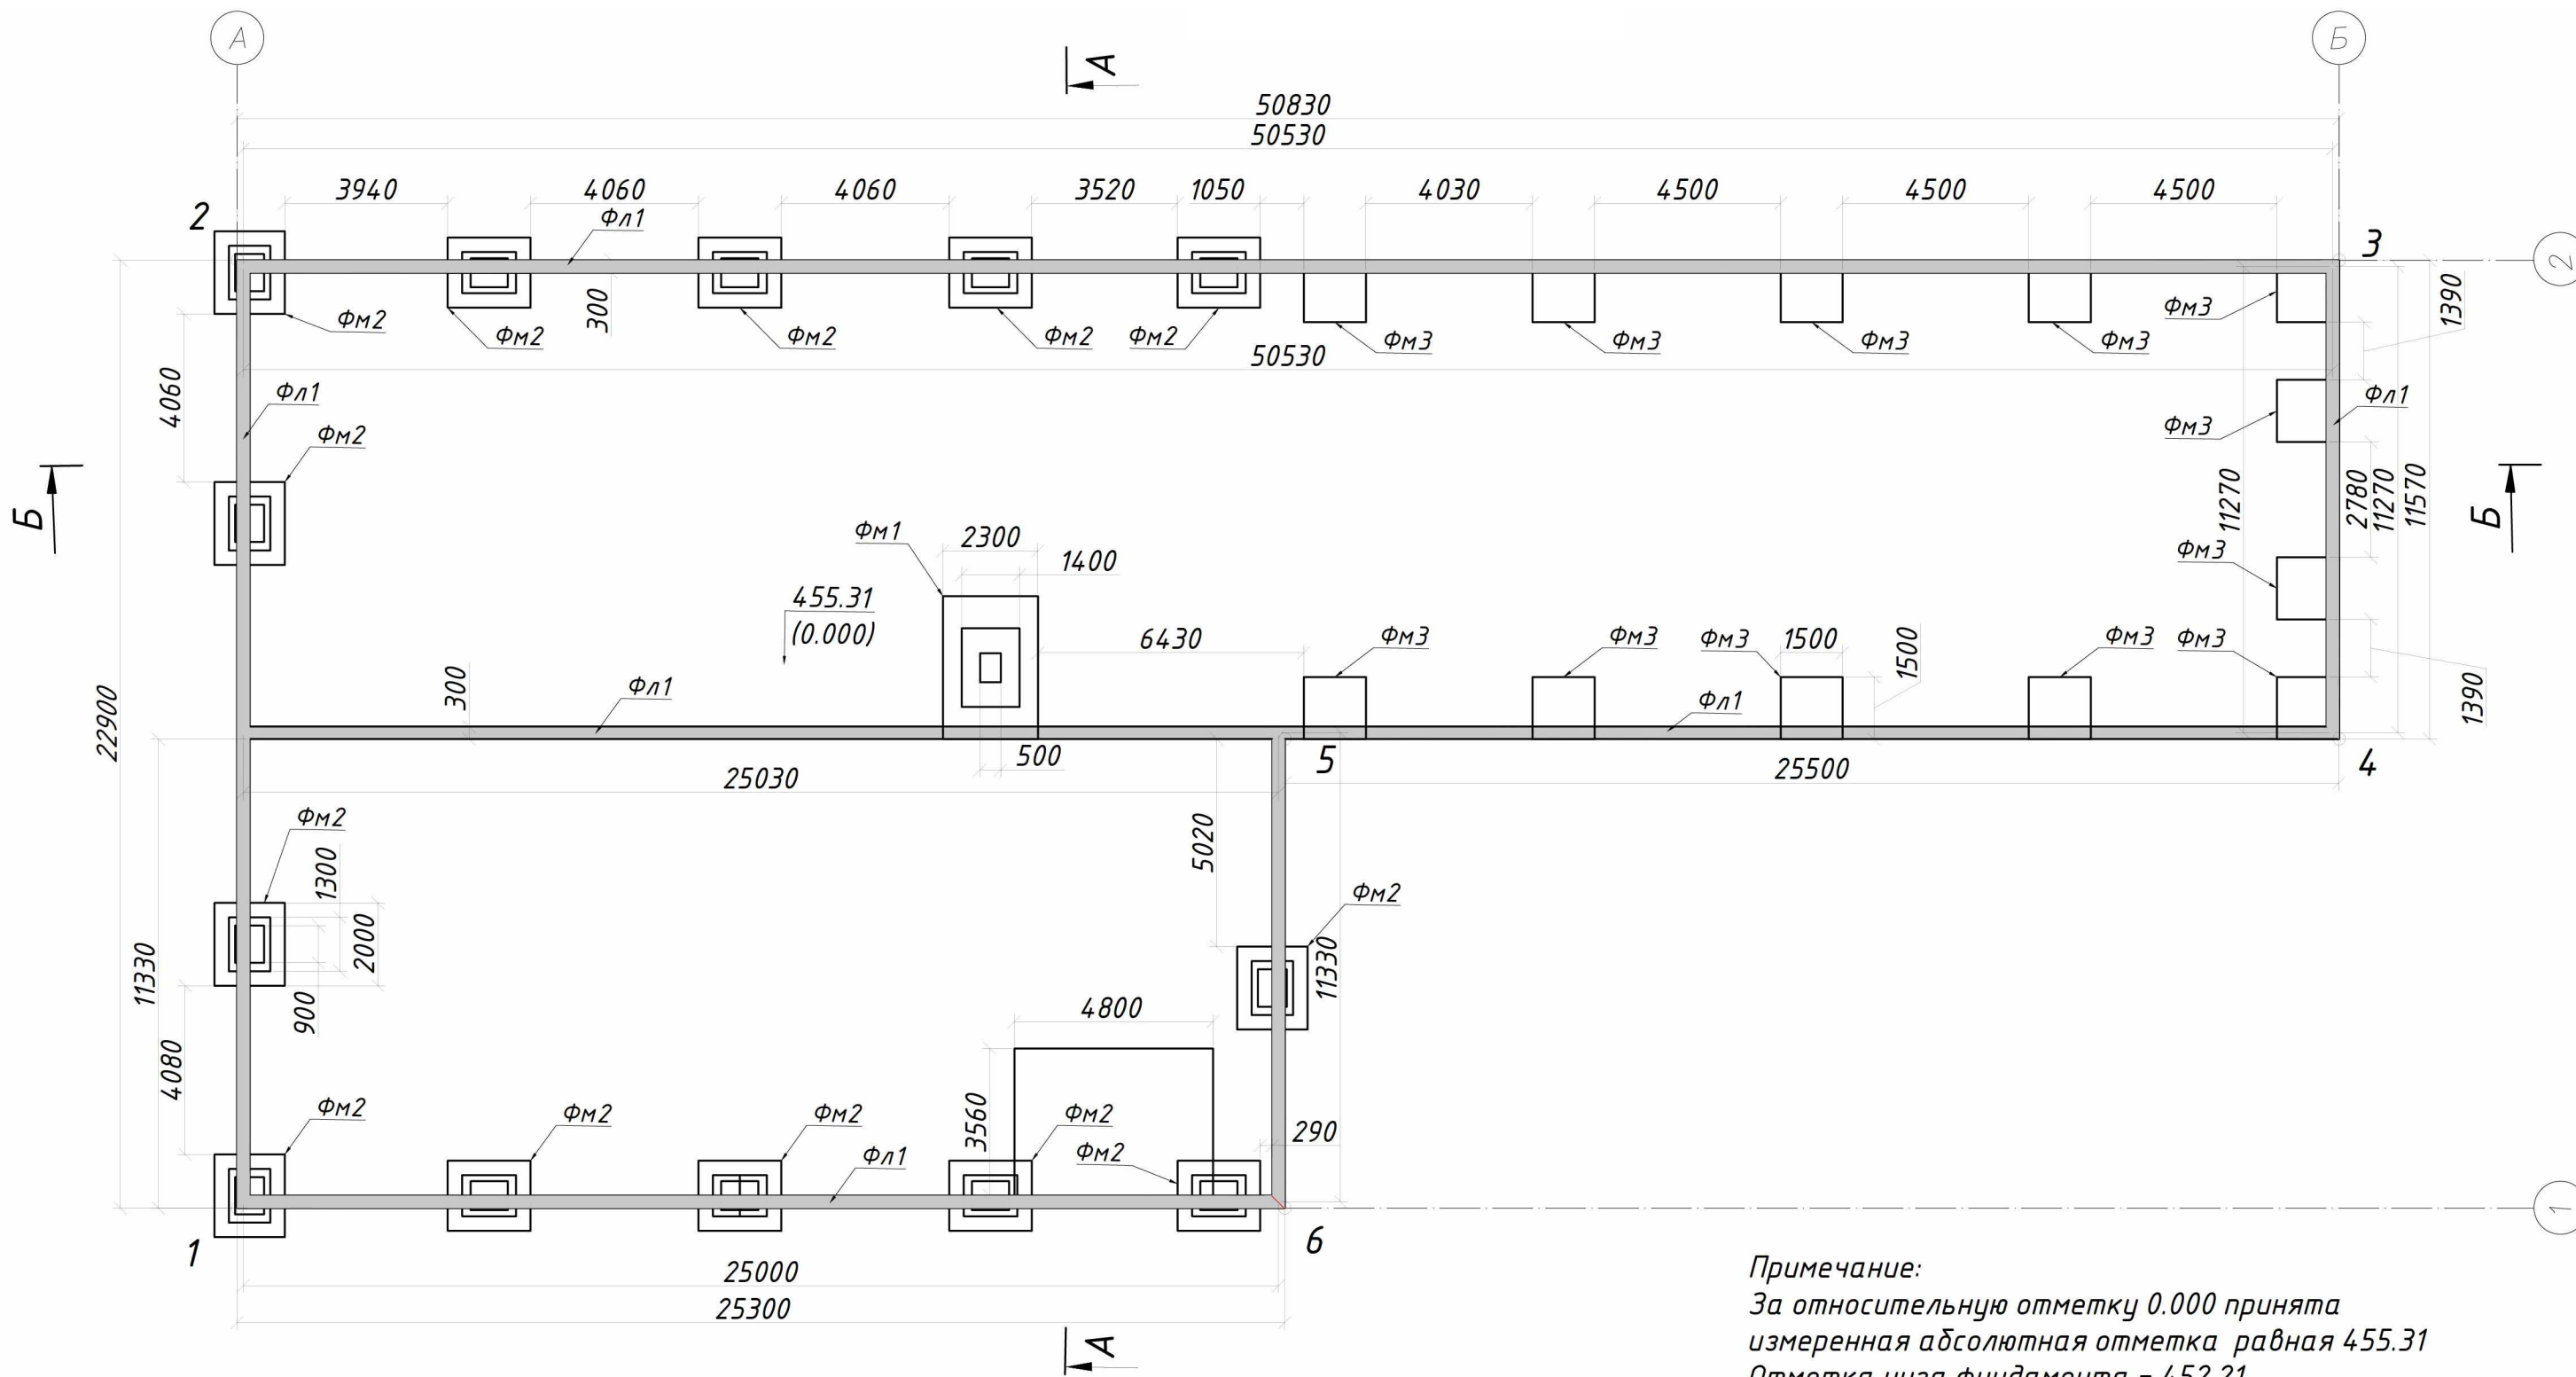 А
Б
А
50830
50530
3940
4060
4060
3520
1050
4030
4500
4500
4500
2
Фл1
3
2
300
Фм2
Фм2
Фм2
Фм2
Фм2
Фм3
Фм3
Фм3
Фм3
Фм3
1390
50530
4060
Фл1
Фл1
Фм2
Фм3
Б
11270
2780
11270
11570
Б
Фм1
2300
1400
455.31
(0.000)
Фм3
6430
Фм3
Фм3
Фм3
1500
1500
Фм3
Фм3
22900
300
Фл1
Фл1
1390
500
5
4
25030
25500
Фм2
5020
1300
2000
900
Фм2
11330
11330
4800
4080
3560
290
Фм2
Фм2
Фм2
Фм2
Фм2
Фл1
1
6
1
25000
25300
А
Примечание:
За относительную отметку 0.000 принята
измеренная абсолютная отметка равная 455.31
Отметка низа фундамента - 452.21